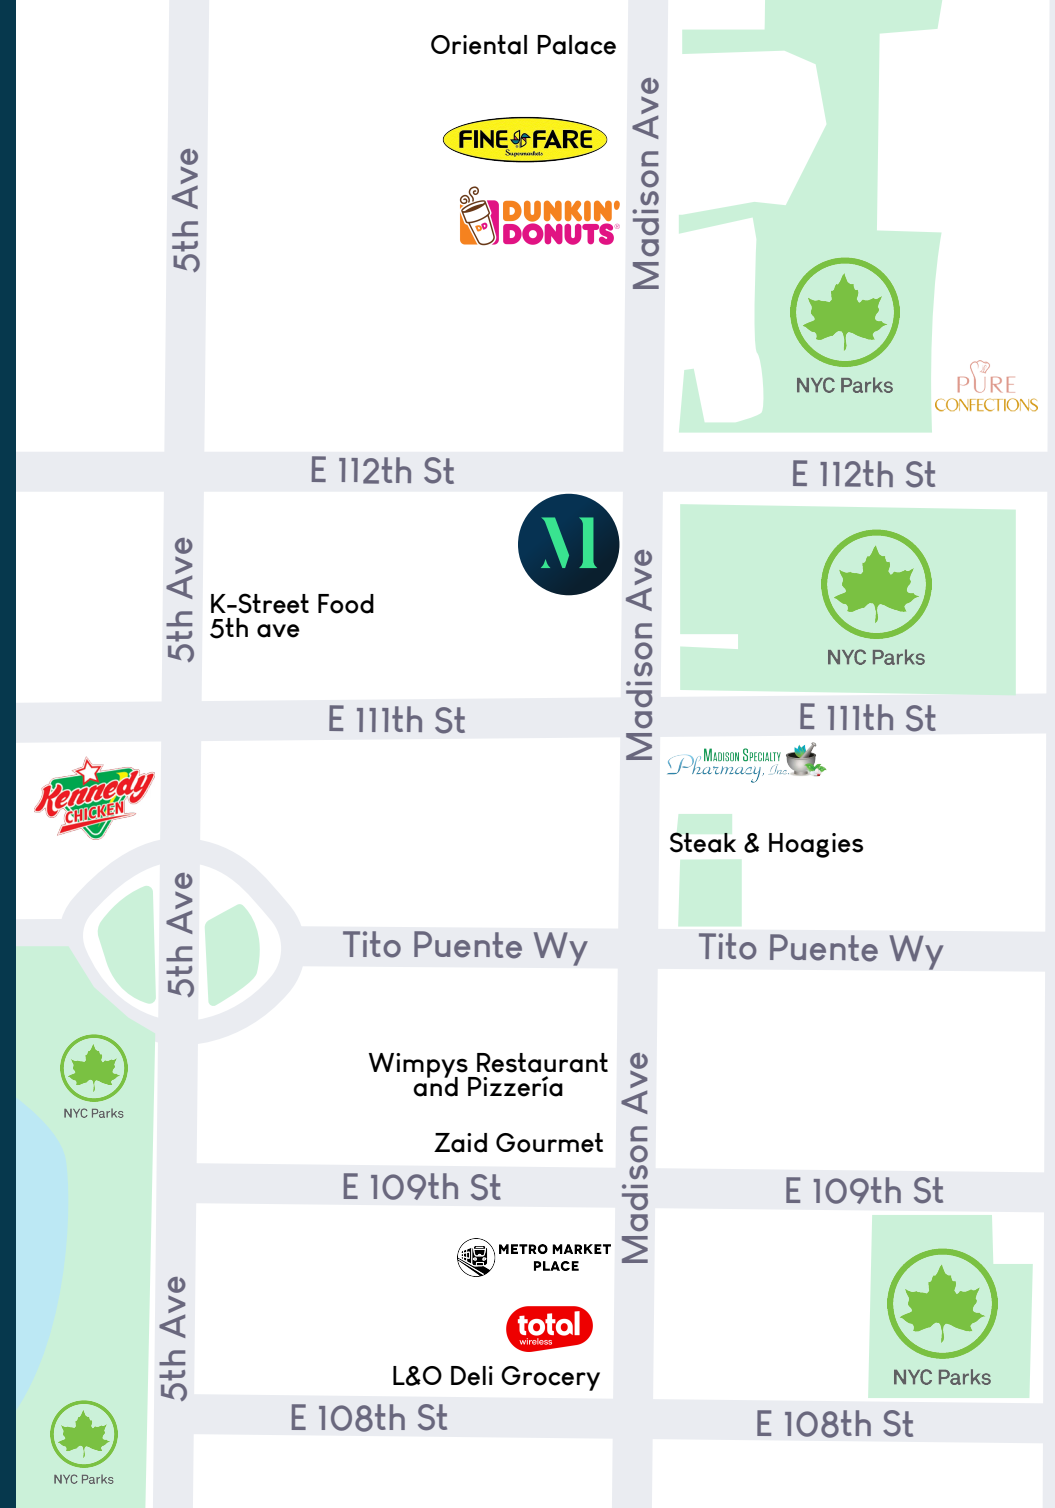 Oriental Palace
Madison Ave
FINE FARE
Supermarkets
5th Ave
DUNKIN'
DONUTS
DD
NYC Parks
PURE
CONFECTIONS
E 112th St
E 112th St
M
5th Ave
Madison Ave
K-Street Food
5th ave
NYC Parks
E 111th St
E 111th St
MADISON SPECIALTY
Pharmacy, Inc.
Kennedy
CHICKEN
Steak & Hoagies
5th Ave
Tito Puente Wy
Tito Puente Wy
Wimpys Restaurant
and Pizzería
Madison Ave
NYC Parks
Zaid Gourmet
E 109th St
E 109th St
METRO MARKET
PLACE
5th Ave
total
wireless
L&O Deli Grocery
NYC Parks
E 108th St
E 108th St
NYC Parks